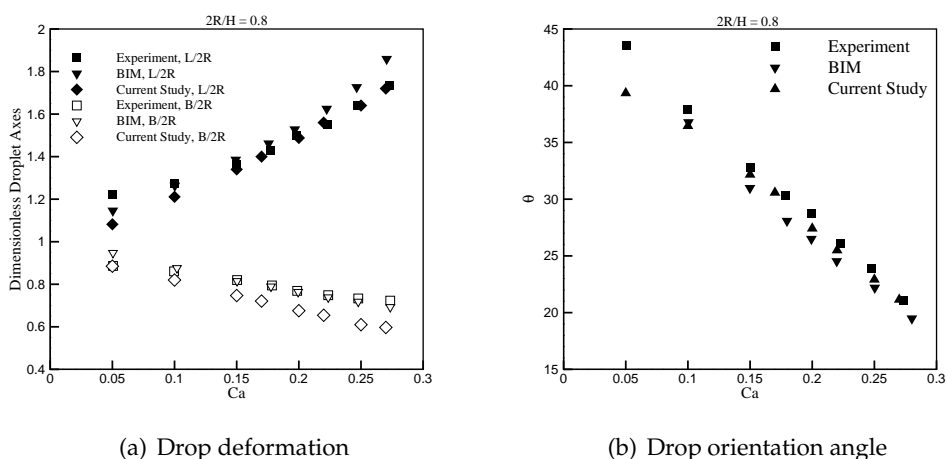 2R/H = 0.8
Dimensionless Droplet Axes
2
1.8
1.6
1.4
1.2
1
0.8
0.6
0.4
Experiment, L/2R
BIM, L/2R
Current Study, L/2R
Experiment, B/2R
BIM, B/2R
Current Study, B/2R
0 0.05 0.1 0.15 0.2 0.25 0.3
Ca
(a) Drop deformation
2R/H = 0.8
θ
45
40
35
30
25
20
15
Experiment
BIM
Current Study
0 0.05 0.1 0.15 0.2 0.25 0.3
Ca
(b) Drop orientation angle